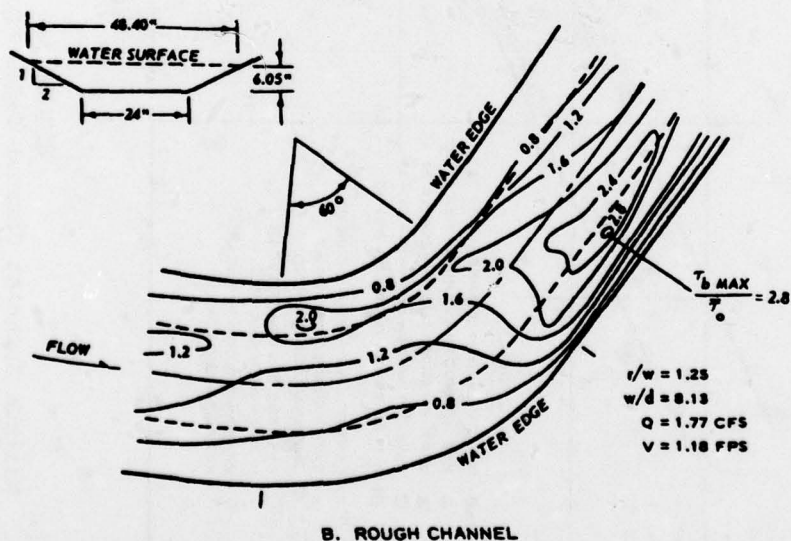 48.40"
WATER SURFACE
1
2
6.05"
24"
WATER EDGE
60°
0.8
1.2
1.6
2.4
2.8
2.0
0.8
1.6
2.0
1.2
1.2
0.8
FLOW
WATER EDGE
τb MAX
τo
= 2.8
r/w = 1.25
w/d = 8.13
Q = 1.77 CFS
V = 1.18 FPS
B. ROUGH CHANNEL